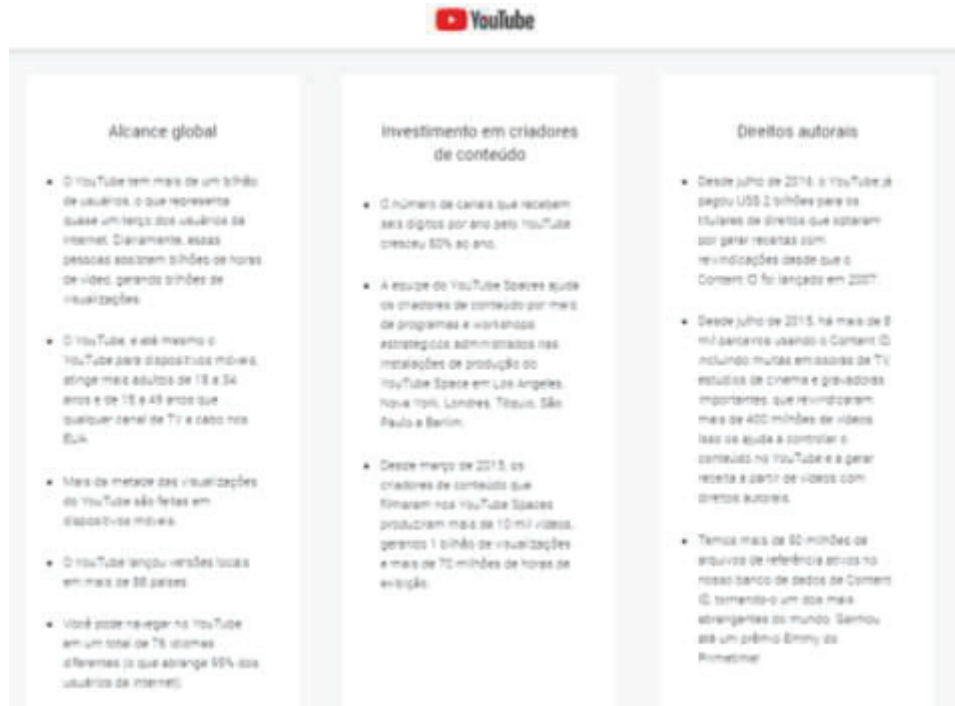 YouTube
Alcance global
O YouTube tem mais de um bilhão
de usuários, o que representa
quase um terço dos usuários da
Internet. Diariamente, essas
pessoas assistem bilhões de horas
de vídeo, gerando bilhões de
visualizações.
O YouTube, e até mesmo o
YouTube para dispositivos móveis,
atinge mais adultos de 18 a 34
anos e de 18 a 49 anos que
qualquer canal de TV a cabo nos
EUA.
Mais da metade das visualizações
do YouTube são feitas em
dispositivos móveis.
O YouTube lançou versões locais
em mais de 88 países.
Você pode navegar no YouTube
em um total de 76 idiomas
diferentes (o que abrange 95% dos
usuários da Internet).
Investimento em criadores
de conteúdo
O número de canais que recebem
seis dígitos por ano pelo YouTube
cresceu 50% ao ano.
A equipe do YouTube Spaces ajuda
os criadores de conteúdo por meio
de programas e workshops
estratégicos administrados nas
instalações de produção do
YouTube Space em Los Angeles,
Nova York, Londres, Tóquio, São
Paulo e Berlim.
Desde março de 2015, os
criadores de conteúdo que
filmaram nos YouTube Spaces
produziram mais de 10 mil vídeos,
gerando 1 bilhão de visualizações
e mais de 70 milhões de horas de
exibição.
Direitos autorais
Desde julho de 2016, o YouTube já
pagou US$ 2 bilhões para os
titulares de direitos que optaram
por gerar receitas com
reivindicações desde que o
Content ID foi lançado em 2007.
Desde julho de 2015, há mais de 8
mil parceiros usando o Content ID,
incluindo muitas emissoras de TV,
estúdios de cinema e gravadoras
importantes, que reivindicaram
mais de 400 milhões de vídeos.
Isso os ajuda a controlar o
conteúdo no YouTube e a gerar
receita a partir de vídeos com
direitos autorais.
Temos mais de 50 milhões de
arquivos de referência ativos no
nosso banco de dados de Content
ID, tornando-o um dos mais
abrangentes do mundo. Ganhou
até um prêmio Emmy do
Primetime!